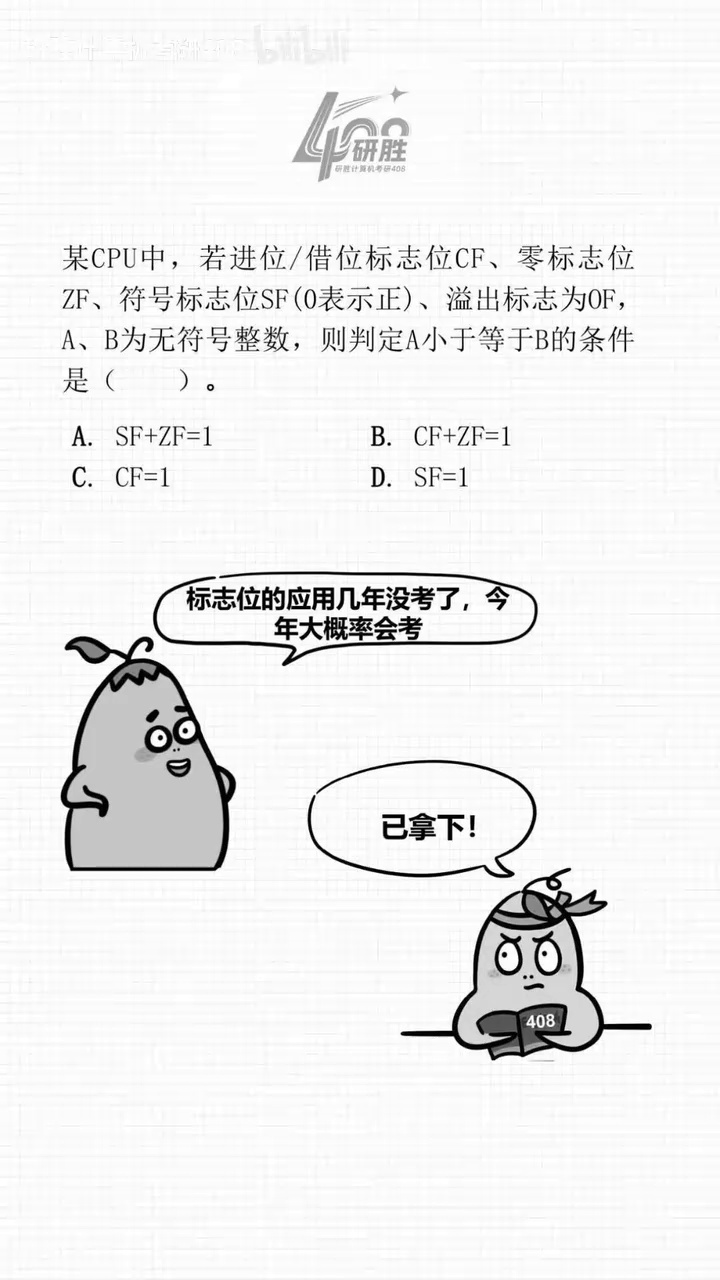 bilibili
408
研胜
研胜计算机考研408
某CPU中，若进位/借位标志位CF、零标志位
ZF、符号标志位SF(0表示正)、溢出标志为OF，
A、B为无符号整数，则判定A小于等于B的条件
是（　　）。
A. SF+ZF=1
B. CF+ZF=1
C. CF=1
D. SF=1
标志位的应用几年没考了，今
年大概率会考
已拿下！
408